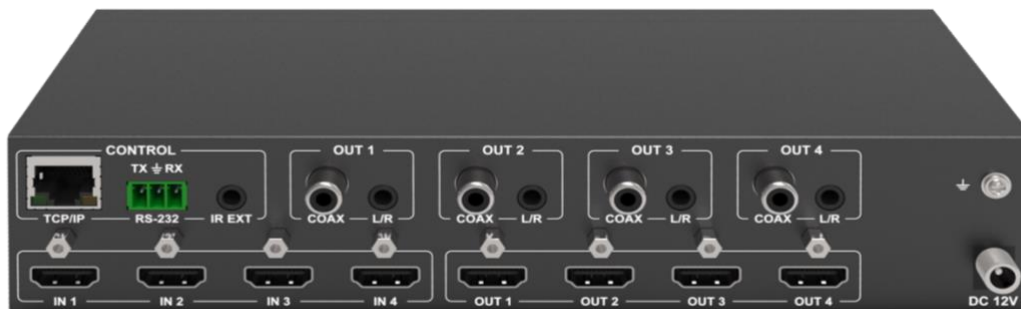 CONTROL OUT 1 OUT 2 OUT 3 OUT 4
TX RX
TCP/IP RS-232 IR EXT COAX L/R COAX L/R COAX L/R COAX L/R
IN 1 IN 2 IN 3 IN 4 OUT 1 OUT 2 OUT 3 OUT 4 DC 12V